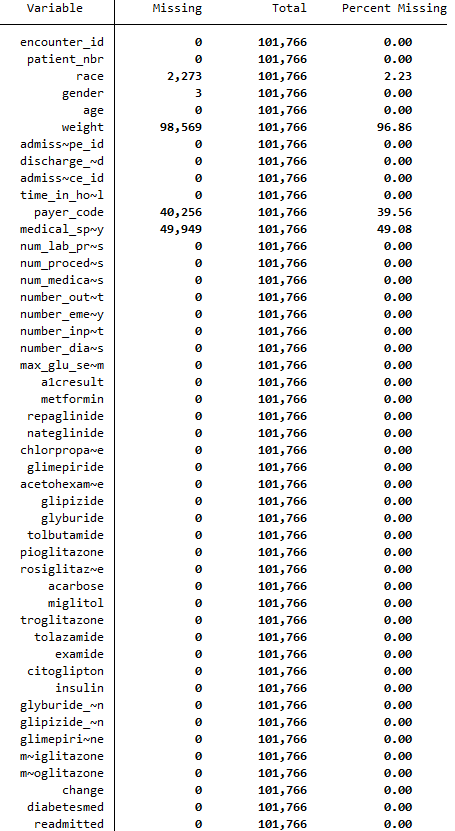 Variable Missing Total Percent Missing
encounter_id 0 101,766 0.00
patient_nbr 0 101,766 0.00
race 2,273 101,766 2.23
gender 3 101,766 0.00
age 0 101,766 0.00
weight 98,569 101,766 96.86
admiss~pe_id 0 101,766 0.00
discharge_~d 0 101,766 0.00
admiss~ce_id 0 101,766 0.00
time_in_ho~l 0 101,766 0.00
payer_code 40,256 101,766 39.56
medical_sp~y 49,949 101,766 49.08
num_lab_pr~s 0 101,766 0.00
num_proced~s 0 101,766 0.00
num_medica~s 0 101,766 0.00
number_out~t 0 101,766 0.00
number_eme~y 0 101,766 0.00
number_inp~t 0 101,766 0.00
number_dia~s 0 101,766 0.00
max_glu_se~m 0 101,766 0.00
a1cresult 0 101,766 0.00
metformin 0 101,766 0.00
repaglinide 0 101,766 0.00
nateglinide 0 101,766 0.00
chlorpropa~e 0 101,766 0.00
glimepiride 0 101,766 0.00
acetohexam~e 0 101,766 0.00
glipizide 0 101,766 0.00
glyburide 0 101,766 0.00
tolbutamide 0 101,766 0.00
pioglitazone 0 101,766 0.00
rosiglitaz~e 0 101,766 0.00
acarbose 0 101,766 0.00
miglitol 0 101,766 0.00
troglitazone 0 101,766 0.00
tolazamide 0 101,766 0.00
examide 0 101,766 0.00
citoglipton 0 101,766 0.00
insulin 0 101,766 0.00
glyburide_~n 0 101,766 0.00
glipizide_~n 0 101,766 0.00
glimepiri~ne 0 101,766 0.00
m~iglitazone 0 101,766 0.00
m~oglitazone 0 101,766 0.00
change 0 101,766 0.00
diabetesmed 0 101,766 0.00
readmitted 0 101,766 0.00